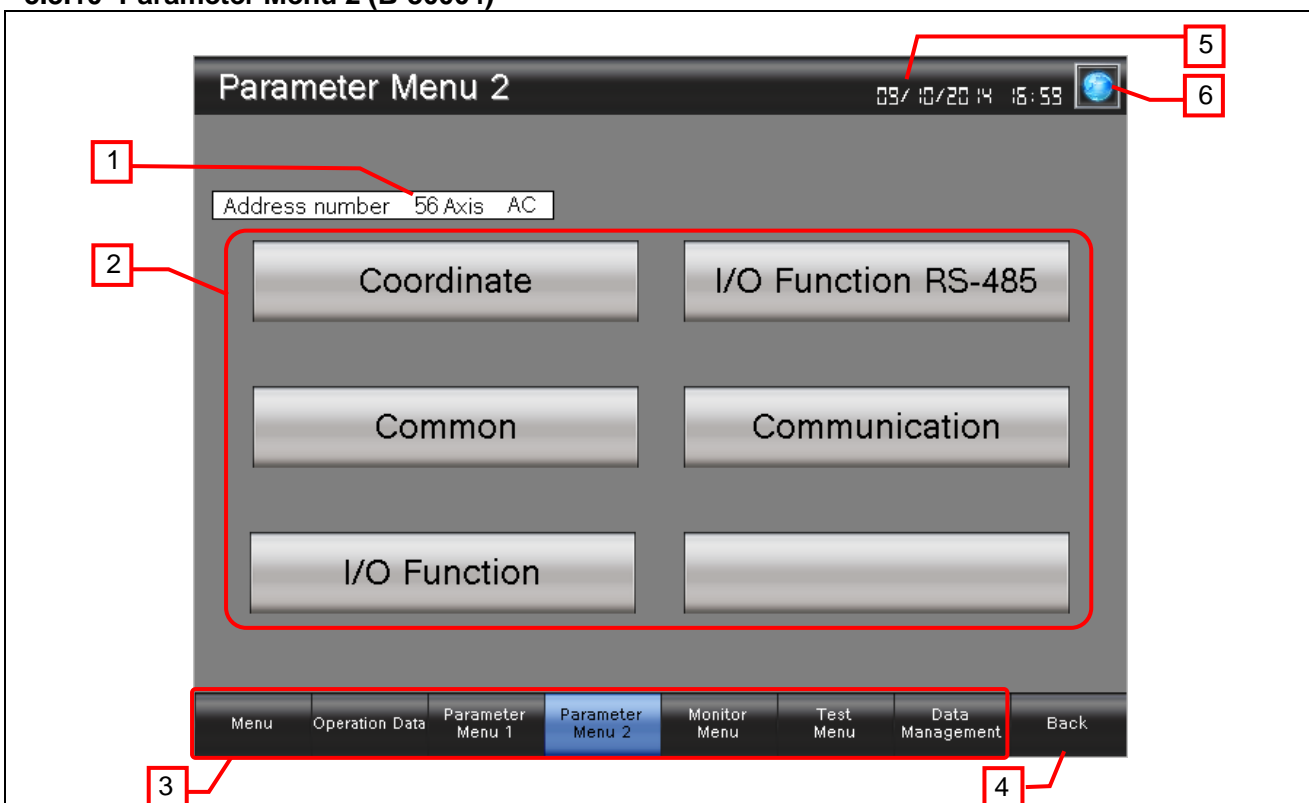 Parameter Menu 2
09/10/2014 16:59
5
6
1
Address number 56 Axis AC
2
Coordinate
I/O Function RS-485
Common
Communication
I/O Function
Menu
Operation Data
Parameter
Menu 1
Parameter
Menu 2
Monitor
Menu
Test
Menu
Data
Management
Back
3
4